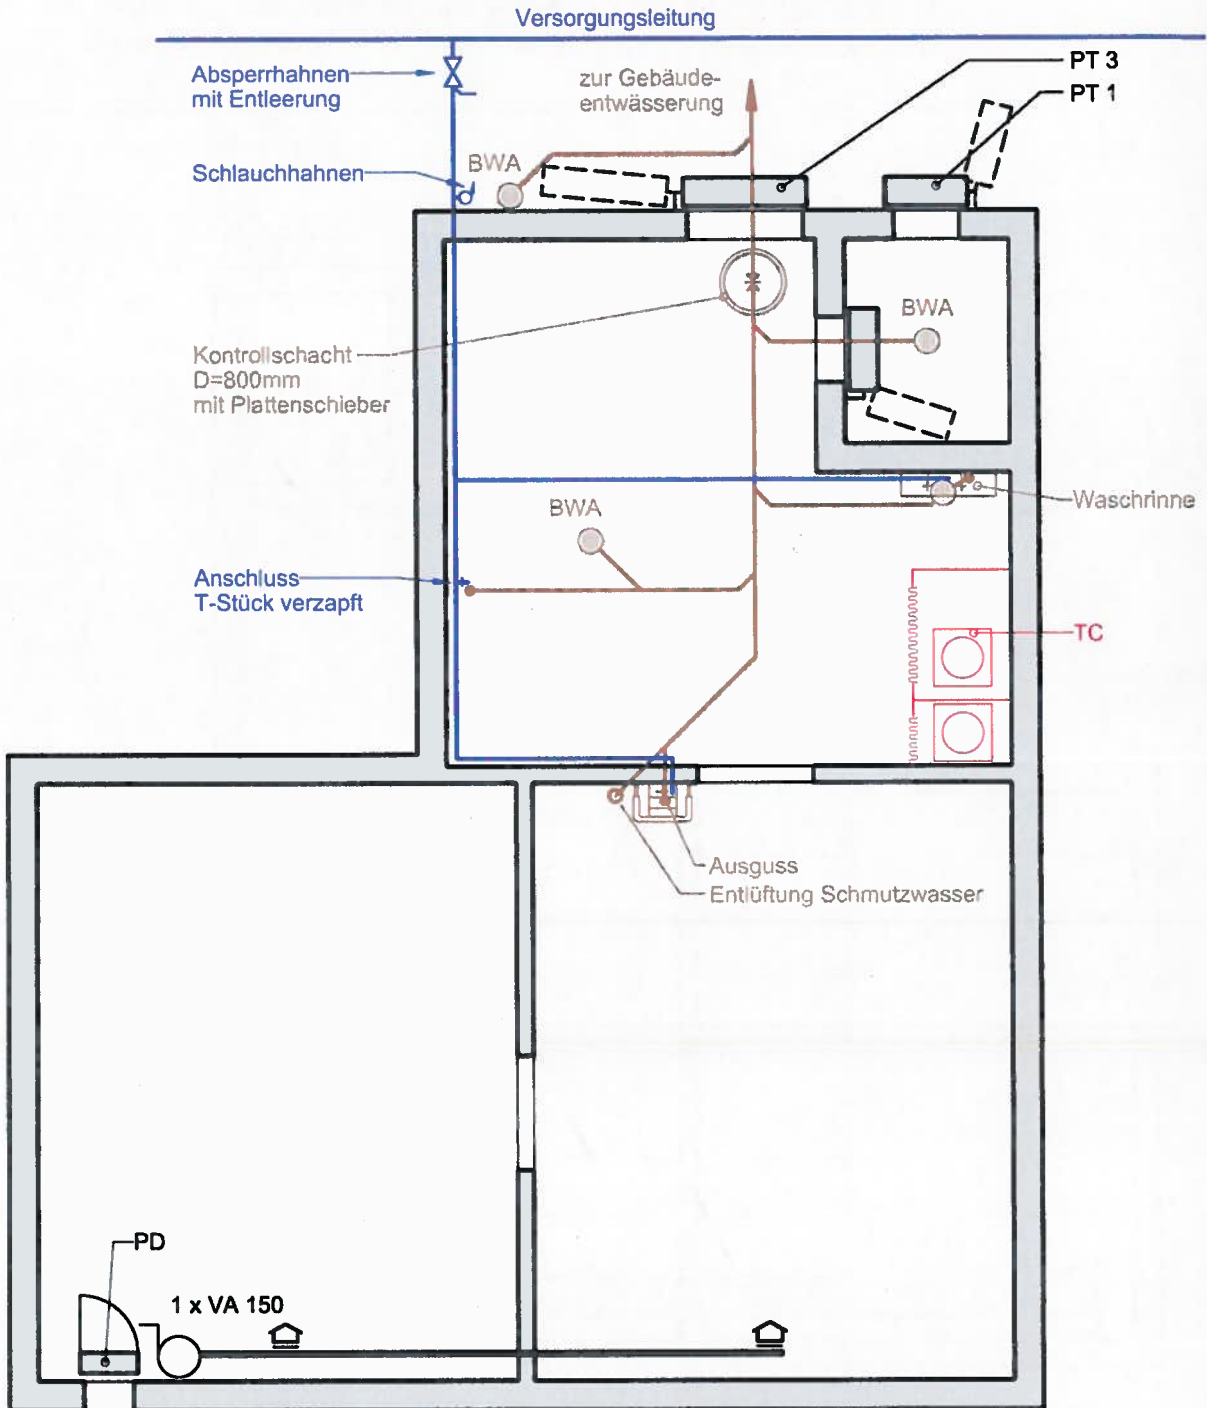 Versorgungsleitung
Absperrhahnen
mit Entleerung
zur Gebäude-
entwässerung
PT 3
PT 1
Schlauchhahnen
BWA
BWA
Kontrollschacht
D=800mm
mit Plattenschieber
Waschrinne
BWA
Anschluss
T-Stück verzapft
TC
Ausguss
Entlüftung Schmutzwasser
PD
1 x VA 150